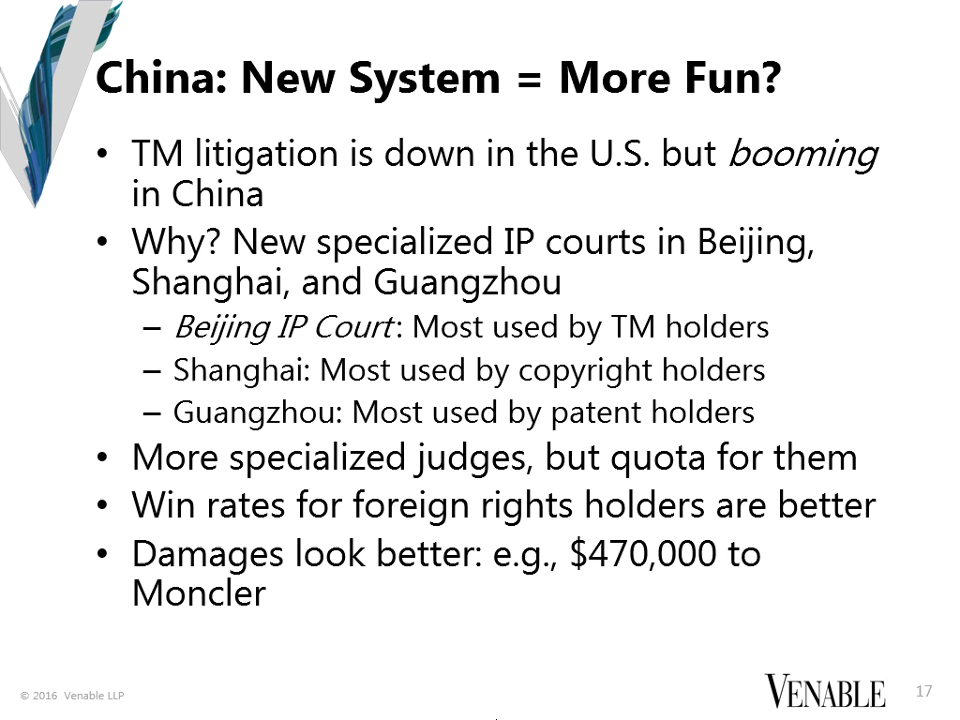 China: New System = More Fun?
• TM litigation is down in the U.S. but booming
in China
• Why? New specialized IP courts in Beijing,
Shanghai, and Guangzhou
– Beijing IP Court: Most used by TM holders
– Shanghai: Most used by copyright holders
– Guangzhou: Most used by patent holders
• More specialized judges, but quota for them
• Win rates for foreign rights holders are better
• Damages look better: e.g., $470,000 to
Moncler
© 2016 Venable LLP
VENABLE
17